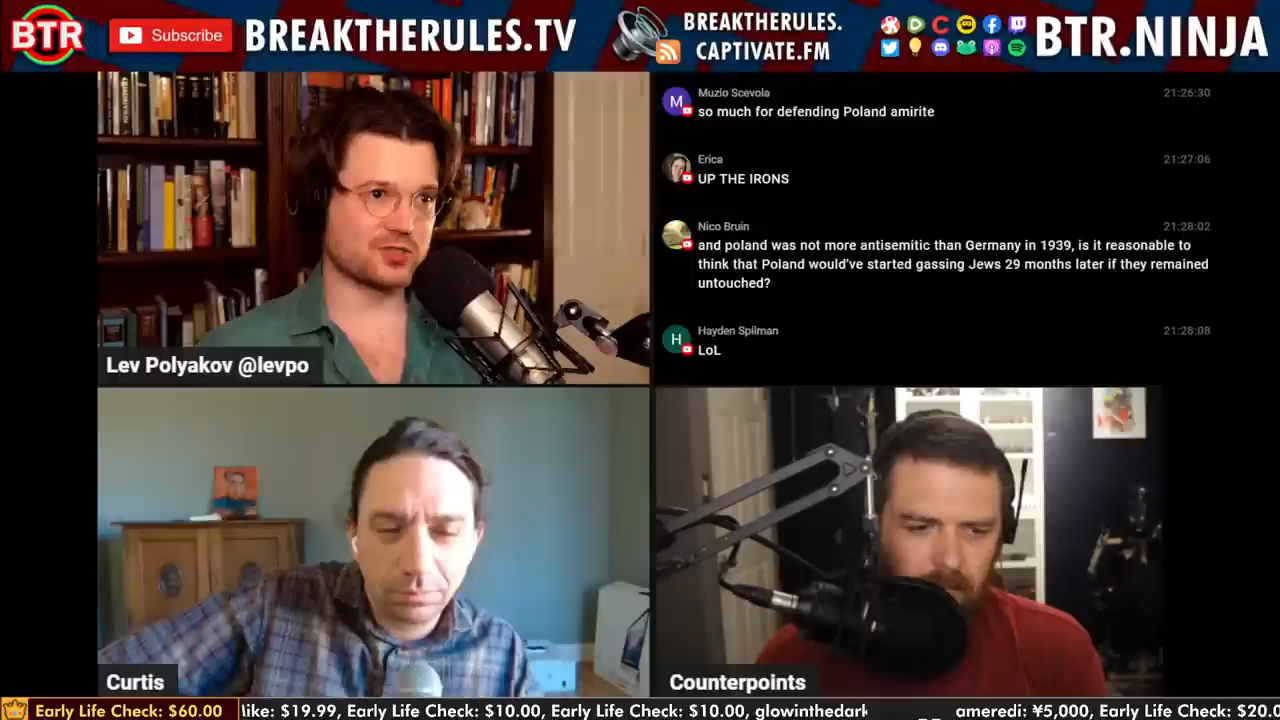 BTR
Subscribe
BREAKTHERULES.TV
BREAKTHERULES.
CAPTIVATE.FM
BTR.NINJA
Muzio Scevola
21:26:30
M
so much for defending Poland amirite
Erica
21:27:06
UP THE IRONS
Nico Bruin
21:28:02
and poland was not more antisemitic than Germany in 1939, is it reasonable to
think that Poland would've started gassing Jews 29 months later if they remained
untouched?
Hayden Spilman
21:28:08
H
LoL
Lev Polyakov @levpo
Curtis
Counterpoints
Early Life Check: $60.00
like: $19.99, Early Life Check: $10.00, Early Life Check: $10.00, glowinthedark
ameredi: ¥5,000, Early Life Check: $20.0